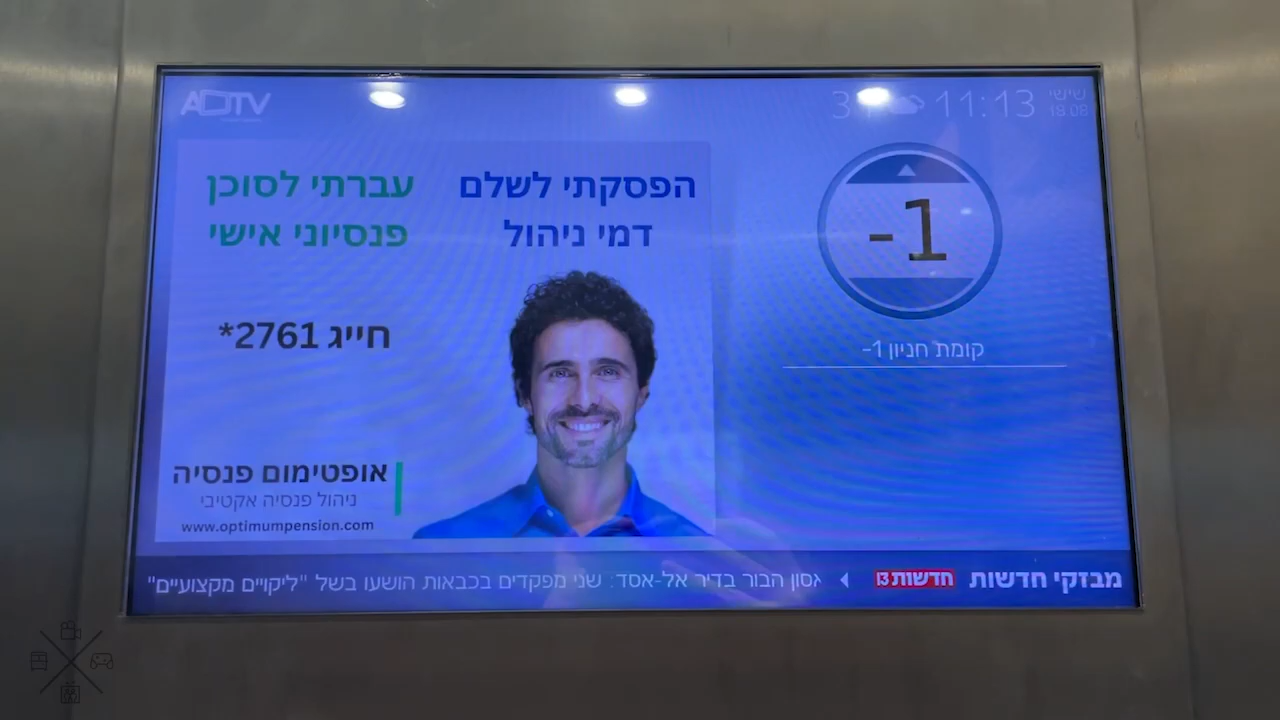 ADTV
11:13
שישי
הפסקתי לשלם
דמי ניהול
עברתי לסוכן
פנסיוני אישי
חייג 2761*
אופטימום פנסיה
ניהול פנסיה אקטיבי
www.optimumpension.com
-1
קומת חניון 1-
מבזקי חדשות חדשות 13 אסון הבור בדיר אל-אסד: שני מפקדים בכבאות הושעו בשל "ליקויים מקצועיים"